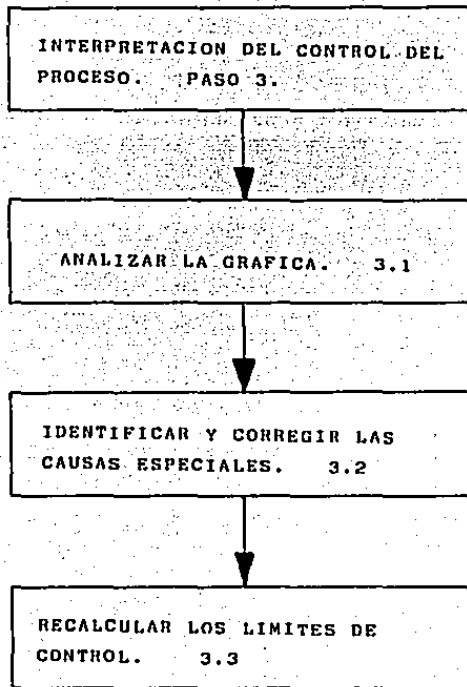 INTERPRETACION DEL CONTROL DEL
PROCESO. PASO 3.
ANALIZAR LA GRAFICA. 3.1
IDENTIFICAR Y CORREGIR LAS
CAUSAS ESPECIALES. 3.2
RECALCULAR LOS LIMITES DE
CONTROL. 3.3